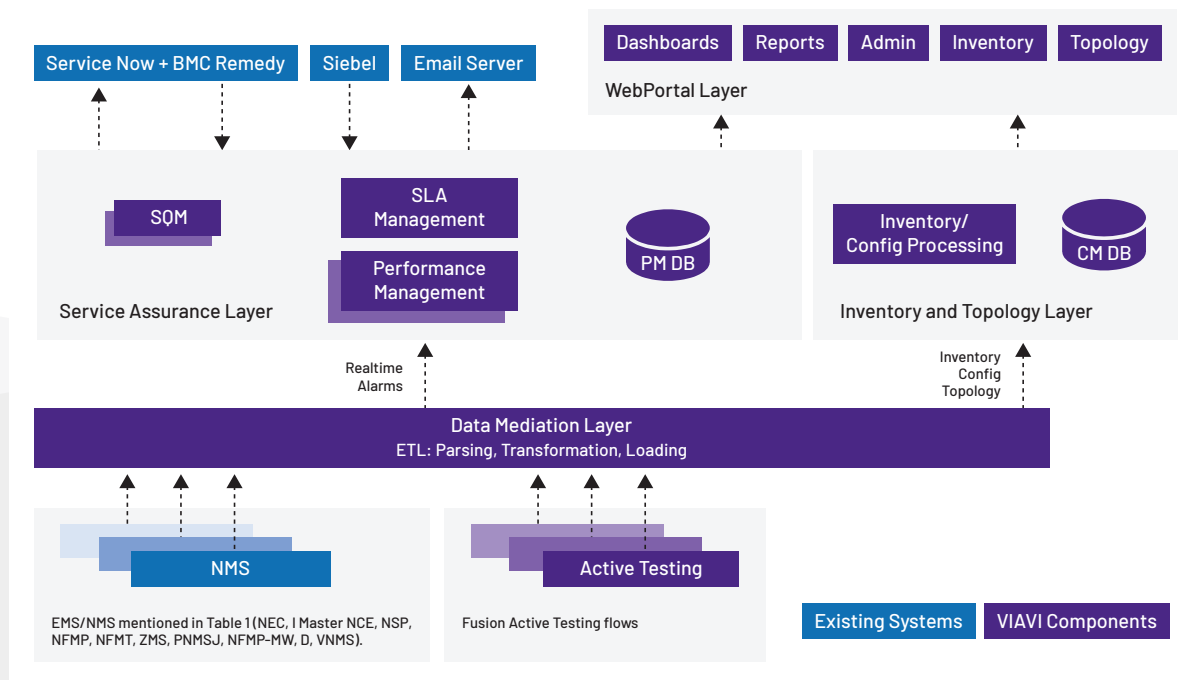 Service Now + BMC Remedy
Siebel
Email Server
Dashboards
Reports
Admin
Inventory
Topology
WebPortal Layer
SQM
SLA
Management
Performance
Management
PM DB
Service Assurance Layer
Inventory/
Config Processing
CM DB
Inventory and Topology Layer
Realtime
Alarms
Inventory
Config
Topology
Data Mediation Layer
ETL: Parsing, Transformation, Loading
NMS
EMS/NMS mentioned in Table 1 (NEC, I Master NCE, NSP,
NFMP, NFMT, ZMS, PNMSJ, NFMP-MW, D, VNMS).
Active Testing
Fusion Active Testing flows
Existing Systems
VIAVI Components